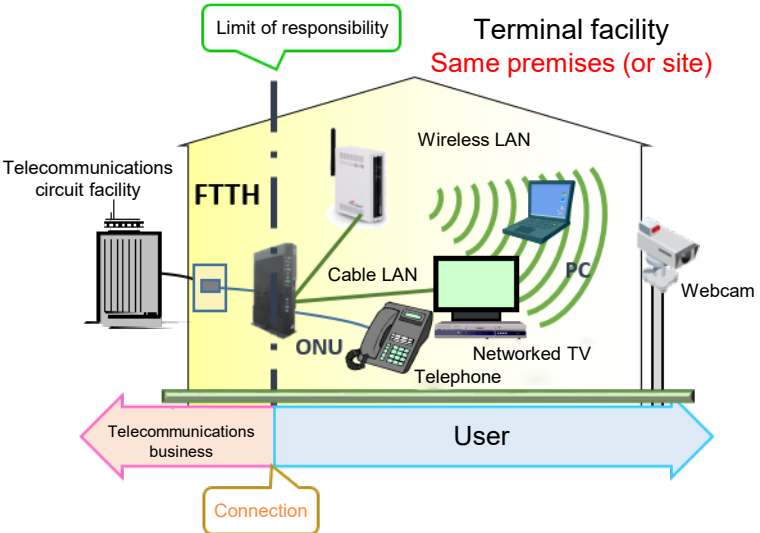 Limit of responsibility
Terminal facility
Same premises (or site)
Wireless LAN
Telecommunications
circuit facility
FTTH
PC
Cable LAN
Webcam
ONU
Networked TV
Telephone
Telecommunications
business
User
Connection